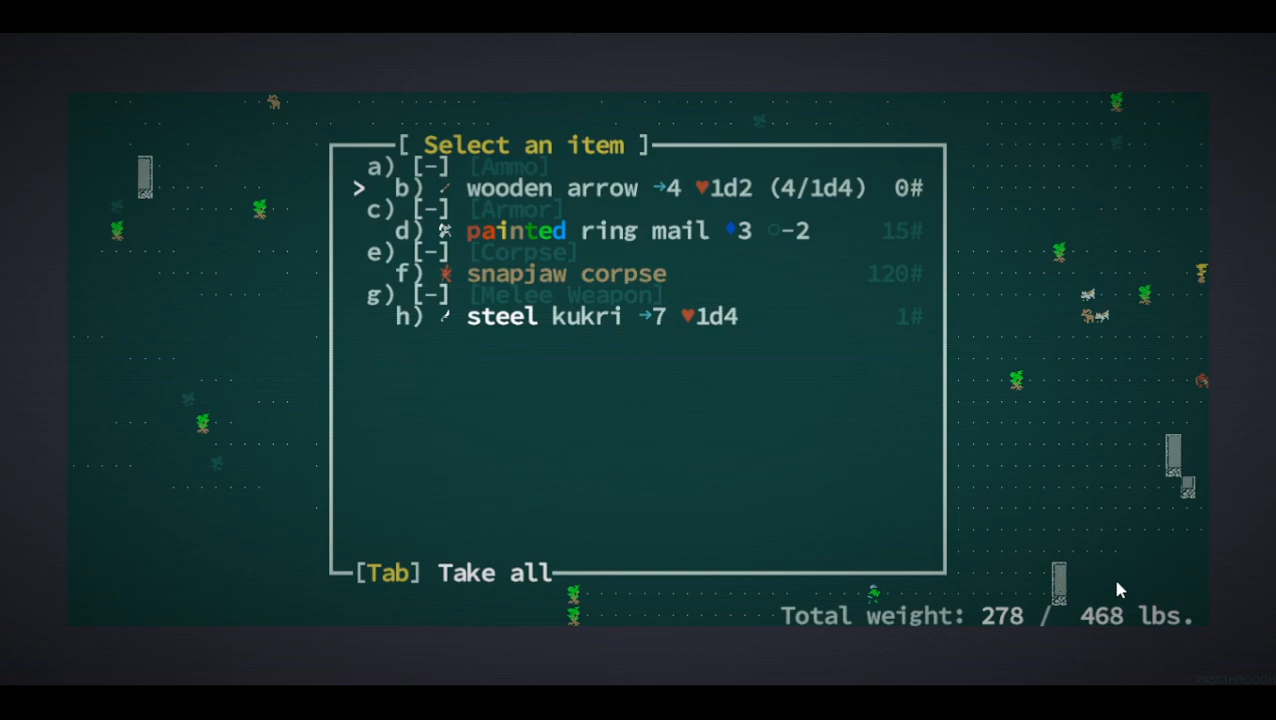 [ Select an item ]
a) [-] [Ammo]
> b) wooden arrow →4 ♥1d2 (4/1d4) 0#
c) [-] [Armor]
d) painted ring mail ♦3 ○-2 15#
e) [-] [Corpse]
f) snapjaw corpse 120#
g) [-] [Melee Weapon]
h) steel kukri →7 ♥1d4 1#
[Tab] Take all
Total weight: 278 / 468 lbs.
PASSTHROUGH